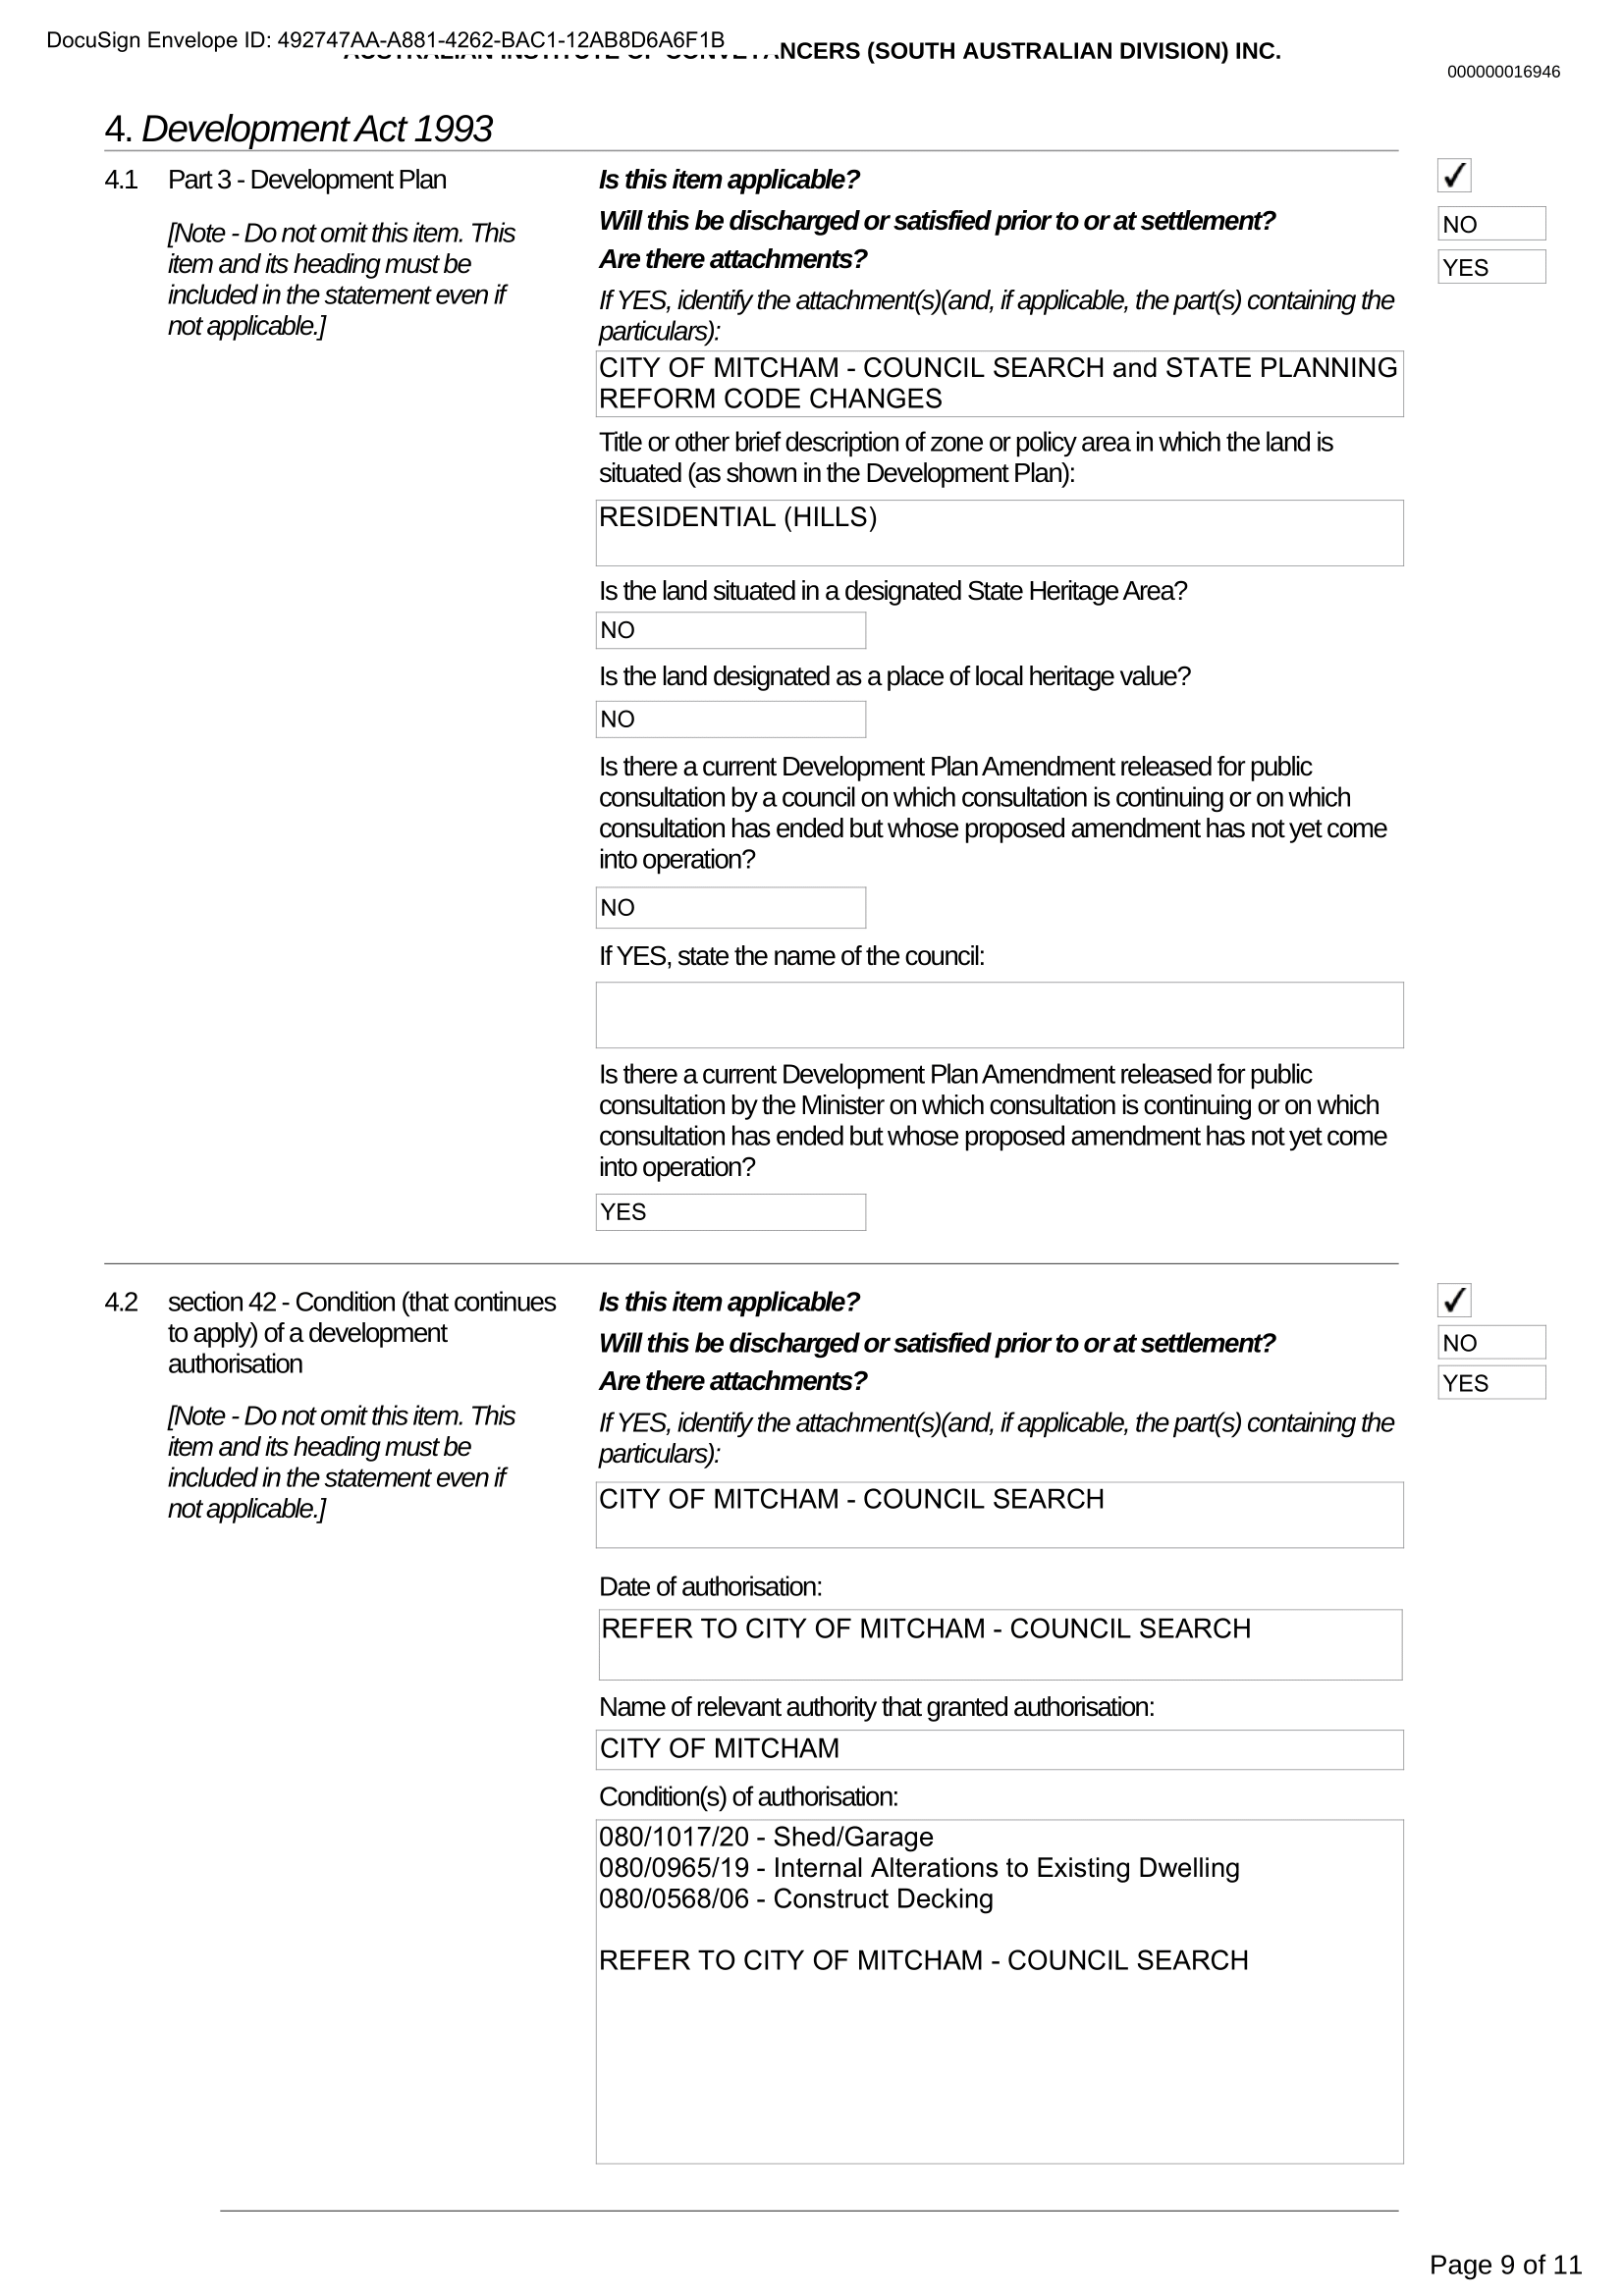 DocuSign Envelope ID: 492747AA-A881-4262-BAC1-12AB8D6A6F1B
AUSTRALIAN INSTITUTE OF CONVEYANCERS (SOUTH AUSTRALIAN DIVISION) INC.
000000016946
4. Development Act 1993
4.1 Part 3 - Development Plan
[Note - Do not omit this item. This
item and its heading must be
included in the statement even if
not applicable.]
Is this item applicable? ✓
Will this be discharged or satisfied prior to or at settlement? NO
Are there attachments? YES
If YES, identify the attachment(s)(and, if applicable, the part(s) containing the
particulars):
CITY OF MITCHAM - COUNCIL SEARCH and STATE PLANNING
REFORM CODE CHANGES
Title or other brief description of zone or policy area in which the land is
situated (as shown in the Development Plan):
RESIDENTIAL (HILLS)
Is the land situated in a designated State Heritage Area?
NO
Is the land designated as a place of local heritage value?
NO
Is there a current Development Plan Amendment released for public
consultation by a council on which consultation is continuing or on which
consultation has ended but whose proposed amendment has not yet come
into operation?
NO
If YES, state the name of the council:
Is there a current Development Plan Amendment released for public
consultation by the Minister on which consultation is continuing or on which
consultation has ended but whose proposed amendment has not yet come
into operation?
YES
4.2 section 42 - Condition (that continues
to apply) of a development
authorisation
[Note - Do not omit this item. This
item and its heading must be
included in the statement even if
not applicable.]
Is this item applicable? ✓
Will this be discharged or satisfied prior to or at settlement? NO
Are there attachments? YES
If YES, identify the attachment(s)(and, if applicable, the part(s) containing the
particulars):
CITY OF MITCHAM - COUNCIL SEARCH
Date of authorisation:
REFER TO CITY OF MITCHAM - COUNCIL SEARCH
Name of relevant authority that granted authorisation:
CITY OF MITCHAM
Condition(s) of authorisation:
080/1017/20 - Shed/Garage
080/0965/19 - Internal Alterations to Existing Dwelling
080/0568/06 - Construct Decking
REFER TO CITY OF MITCHAM - COUNCIL SEARCH
Page 9 of 11